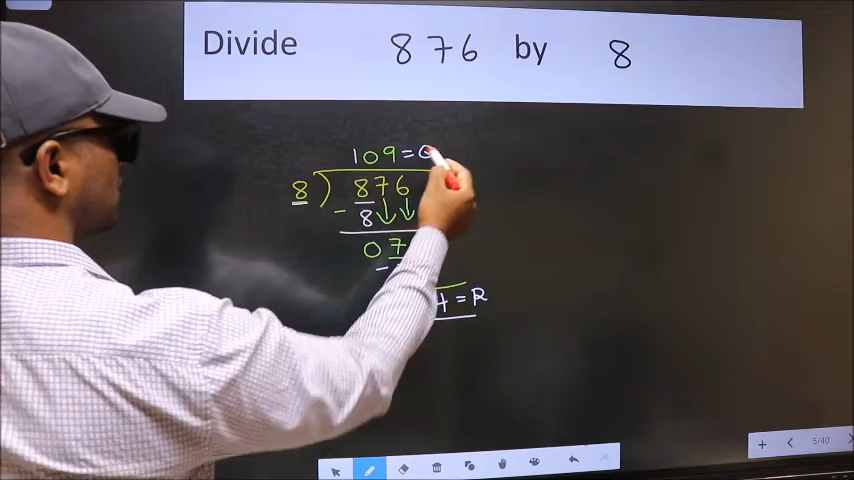 Divide 876 by 8
109 = Q
8 ) 876
- 8
07
-
4 = R
5/40